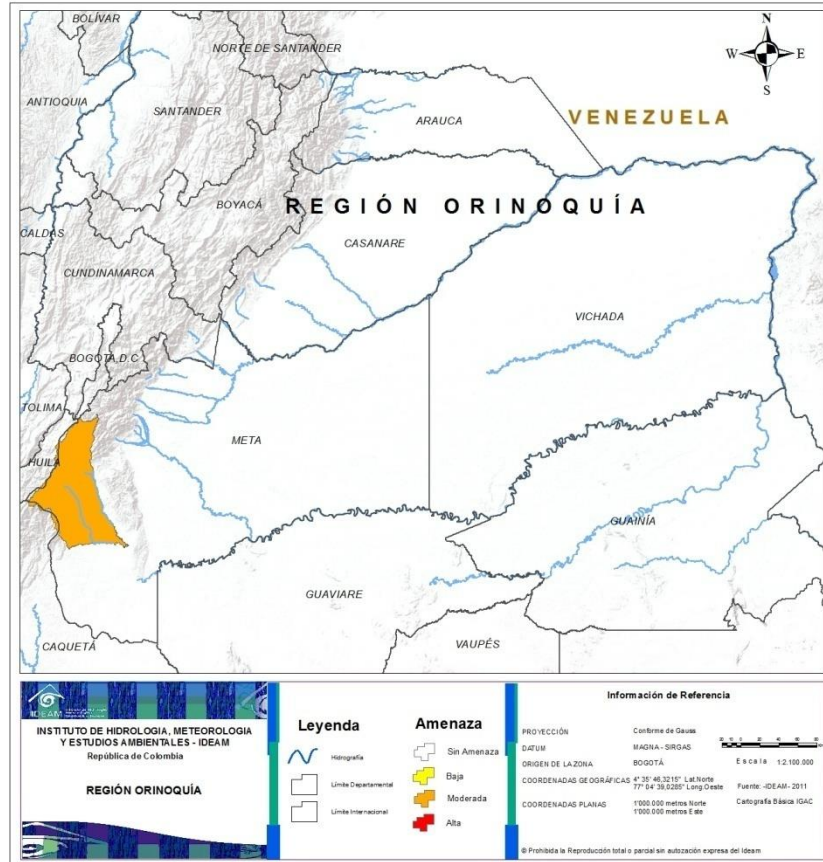 BOLÍVAR
N
W E
S
NORTE DE SANTANDER
ANTIOQUIA
SANTANDER
ARAUCA
VENEZUELA
BOYACÁ
REGIÓN ORINOQUÍA
CALDAS
CASANARE
CUNDINAMARCA
VICHADA
BOGOTÁ D.C
TOLIMA
META
HUILA
GUAINÍA
GUAVIARE
CAQUETÁ
VAUPÉS
IDEAM
INSTITUTO DE HIDROLOGIA, METEOROLOGIA
Y ESTUDIOS AMBIENTALES - IDEAM
República de Colombia
REGIÓN ORINOQUÍA
Leyenda
Hidrografía
Límite Departamental
Límite Internacional
Amenaza
Sin Amenaza
Baja
Moderada
Alta
Información de Referencia
PROYECCIÓN Conforme de Gauss
DATUM MAGNA - SIRGAS
ORIGEN DE LA ZONA BOGOTÁ
COORDENADAS GEOGRÁFICAS 4° 35' 46,3215" Lat.Norte
77° 04' 39,0285" Long.Oeste
COORDENADAS PLANAS 1'000.000 metros Norte
1'000.000 metros Este
Escala 1:2.100.000
Fuente: -IDEAM- 2011
Cartografía Básica IGAC
© Prohibida la Reproducción total o parcial sin autozación expresa del Ideam